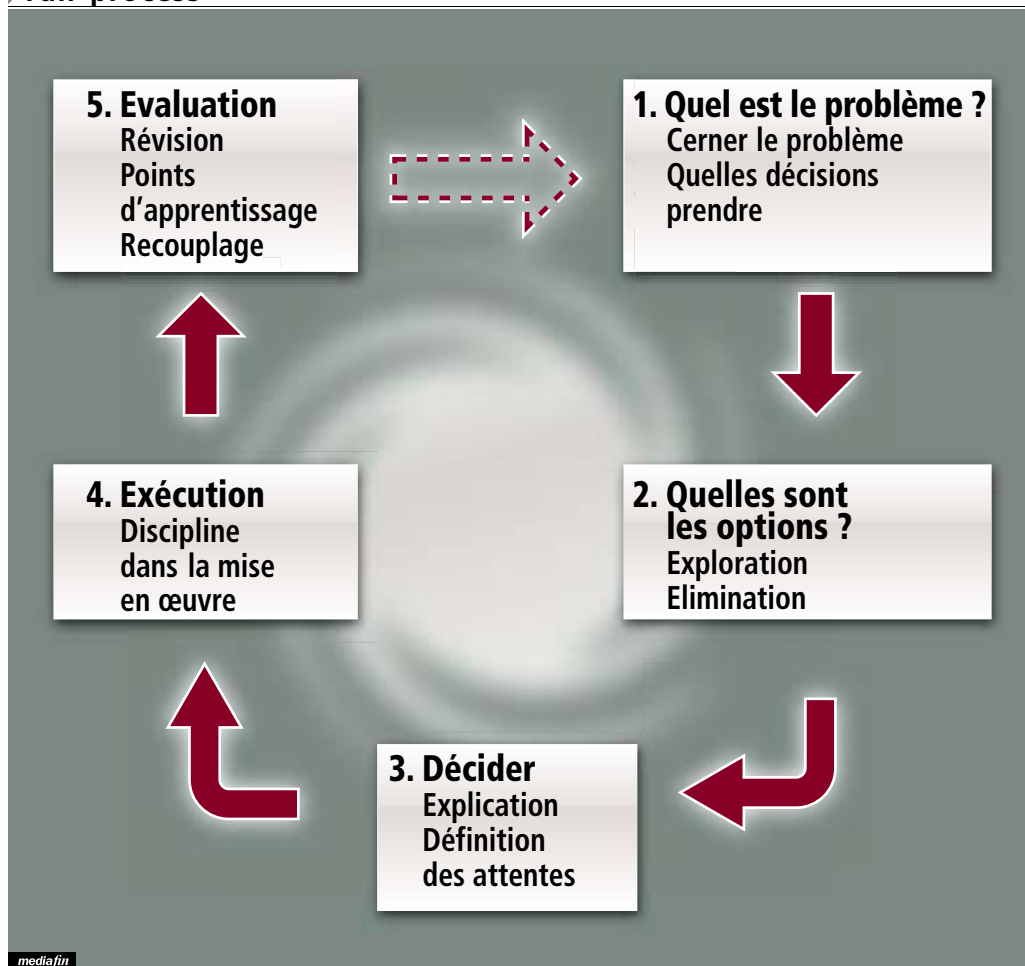 process
1. Quel est le problème ?
Cerner le problème
Quelles décisions
prendre
2. Quelles sont
les options ?
Exploration
Elimination
3. Décider
Explication
Définition
des attentes
4. Exécution
Discipline
dans la mise
en œuvre
5. Evaluation
Révision
Points
d'apprentissage
Recouplage
mediafin